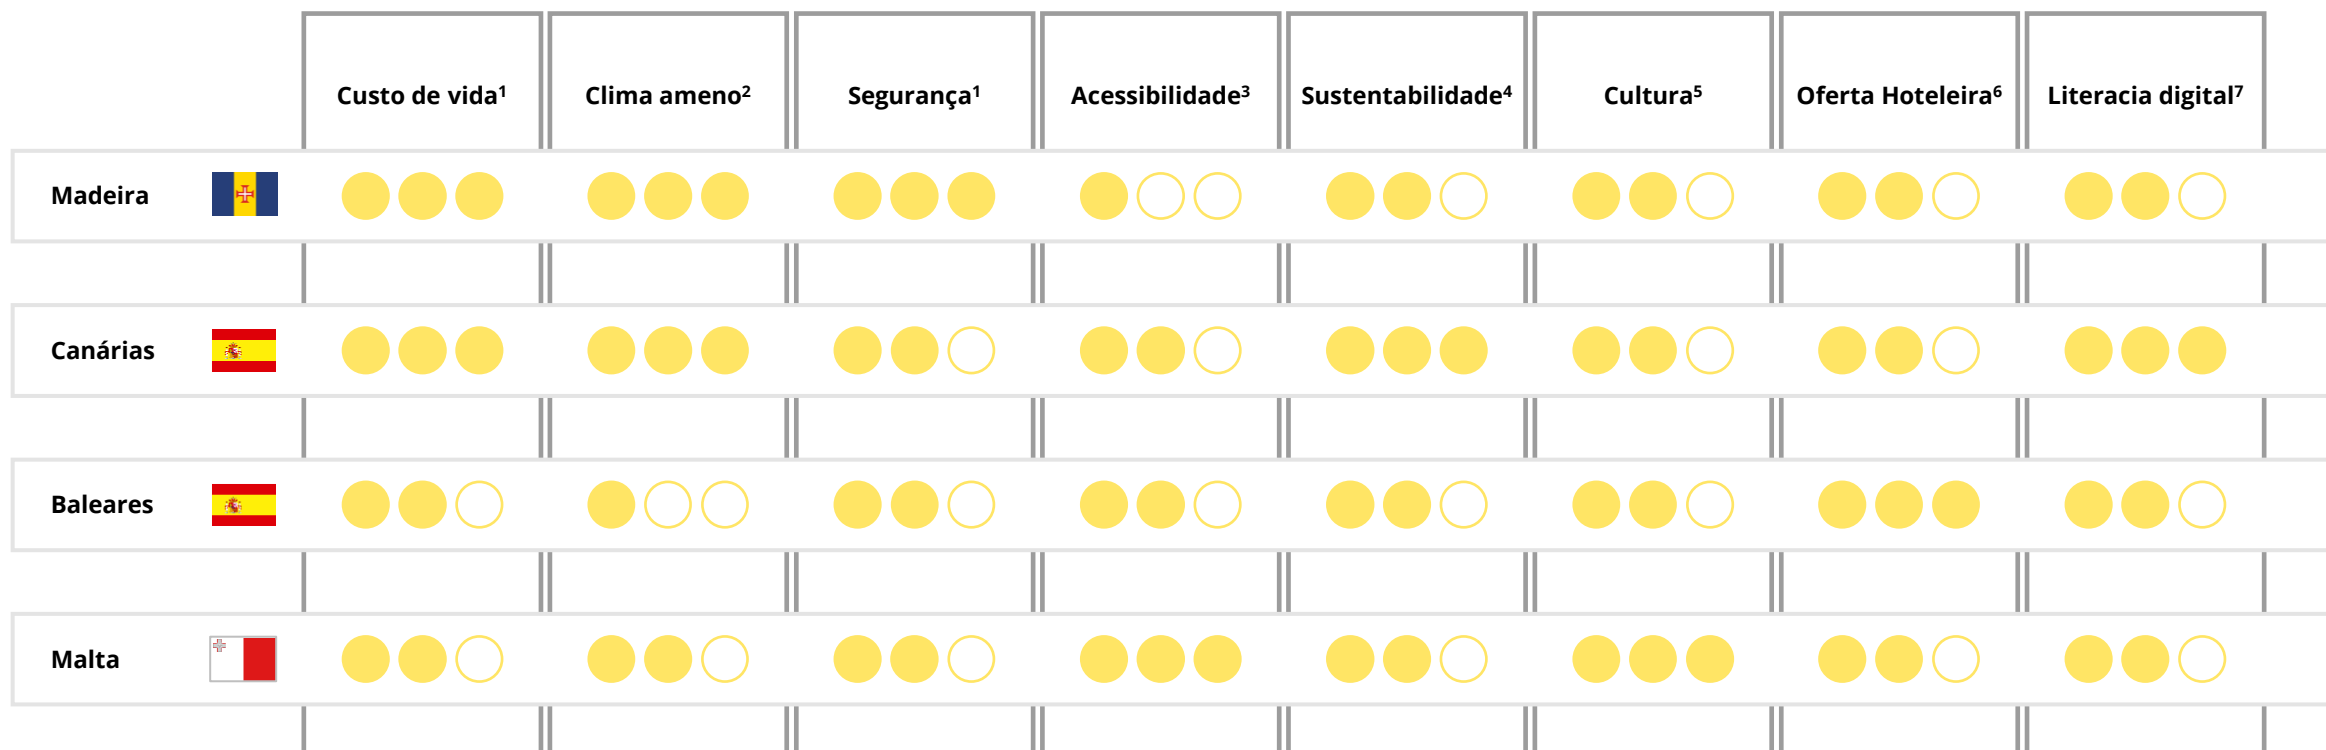 Custo de vida¹ Clima ameno² Segurança¹ Acessibilidade³ Sustentabilidade⁴ Cultura⁵ Oferta Hoteleira⁶ Literacia digital⁷
Madeira
Canárias
Baleares
Malta